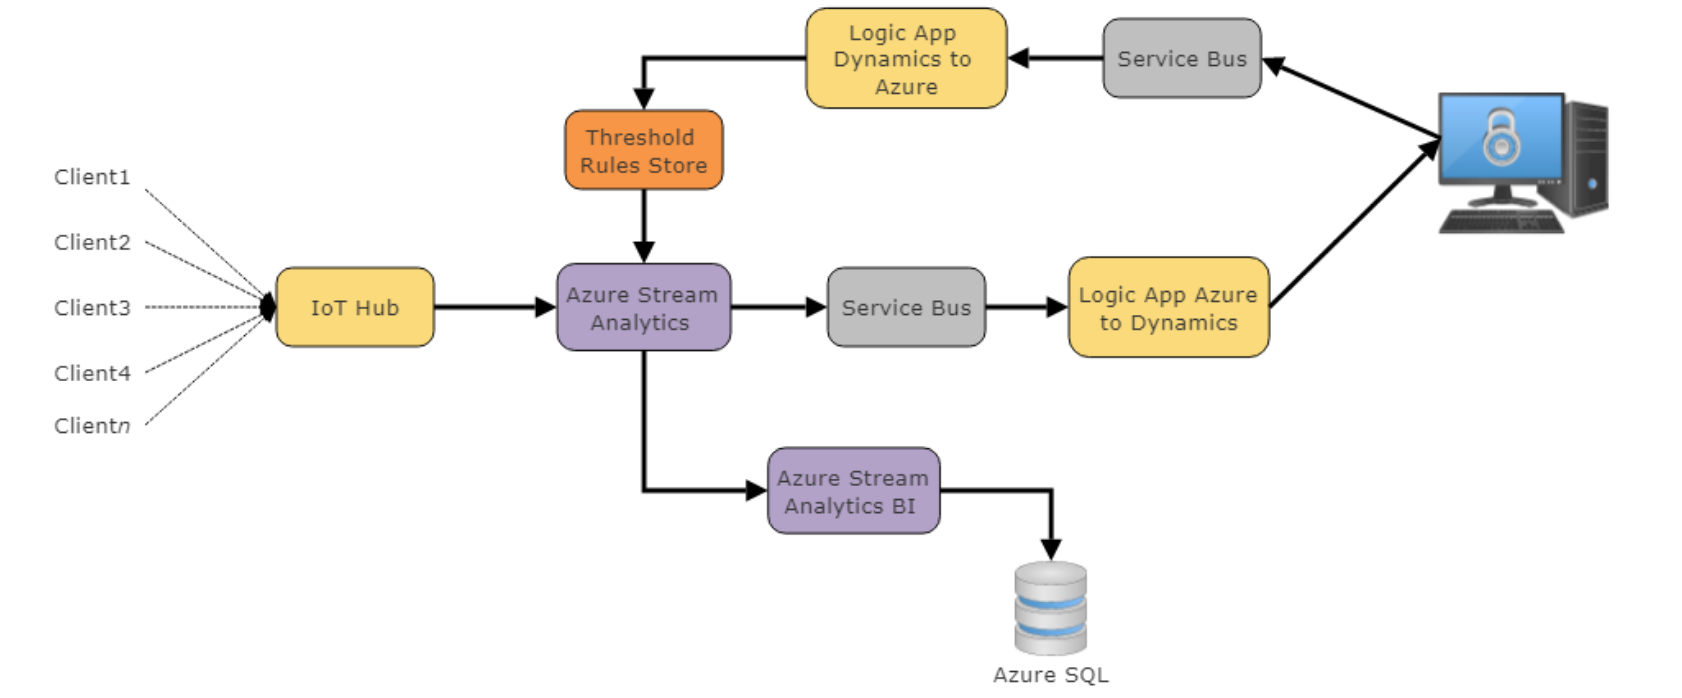 Logic App
Dynamics to
Azure
Service Bus
Threshold
Rules Store
Client1
Client2
Client3
Client4
Clientn
IoT Hub
Azure Stream
Analytics
Service Bus
Logic App Azure
to Dynamics
Azure Stream
Analytics BI
Azure SQL